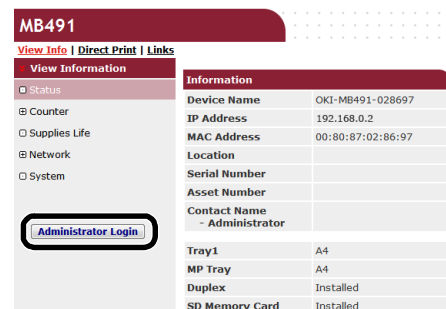 MB491
View Info | Direct Print | Links
View Information
Status
Counter
Supplies Life
Network
System
Administrator Login
Information
Device Name OKI-MB491-028697
IP Address 192.168.0.2
MAC Address 00:80:87:02:86:97
Location
Serial Number
Asset Number
Contact Name
- Administrator
Tray1 A4
MP Tray A4
Duplex Installed
SD Memory Card Installed